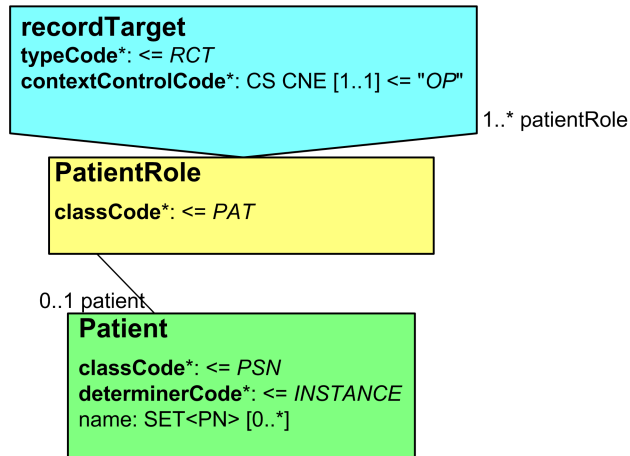 recordTarget
typeCode*: <= RCT
contextControlCode*: CS CNE [1..1] <= "OP"
1..* patientRole
PatientRole
classCode*: <= PAT
0..1 patient
Patient
classCode*: <= PSN
determinerCode*: <= INSTANCE
name: SET<PN> [0..*]